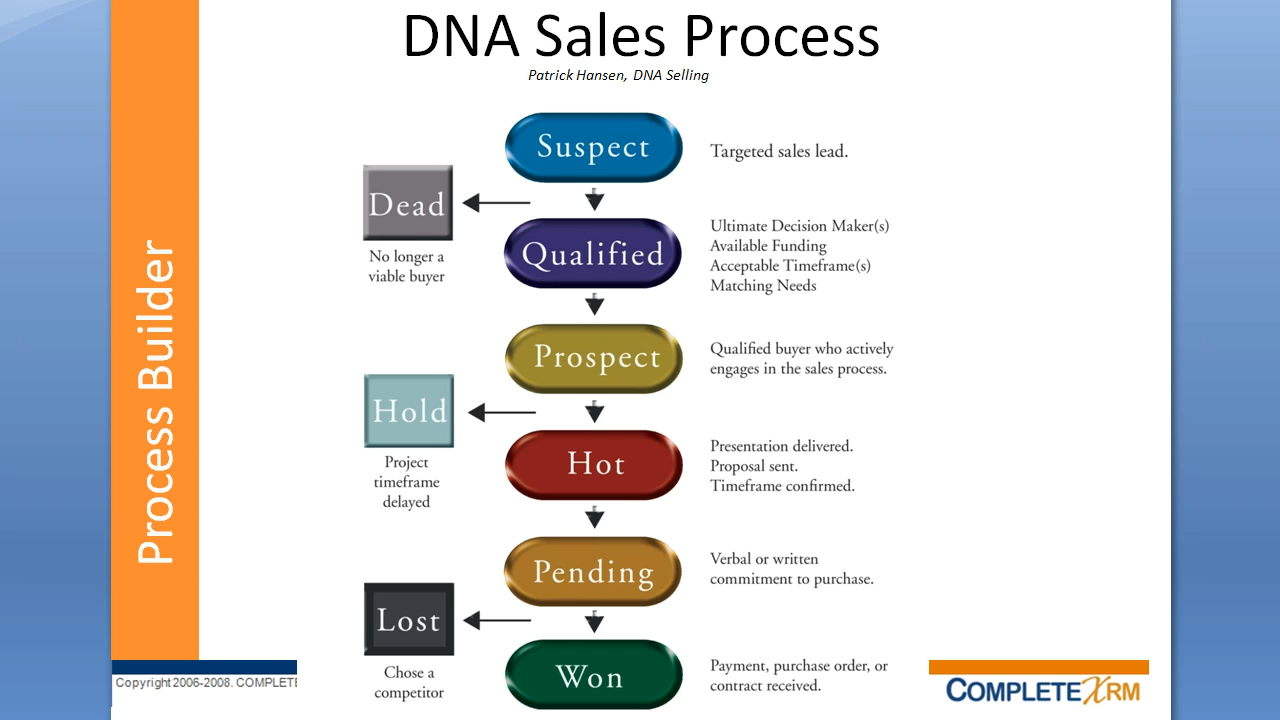 DNA Sales Process
Patrick Hansen, DNA Selling
Process Builder
Suspect
Targeted sales lead.
Dead
No longer a
viable buyer
Qualified
Ultimate Decision Maker(s)
Available Funding
Acceptable Timeframe(s)
Matching Needs
Prospect
Qualified buyer who actively
engages in the sales process.
Hold
Project
timeframe
delayed
Hot
Presentation delivered.
Proposal sent.
Timeframe confirmed.
Pending
Verbal or written
commitment to purchase.
Lost
Chose a
competitor
Won
Payment, purchase order, or
contract received.
Copyright 2006-2008. COMPLETE
COMPLETEXRM